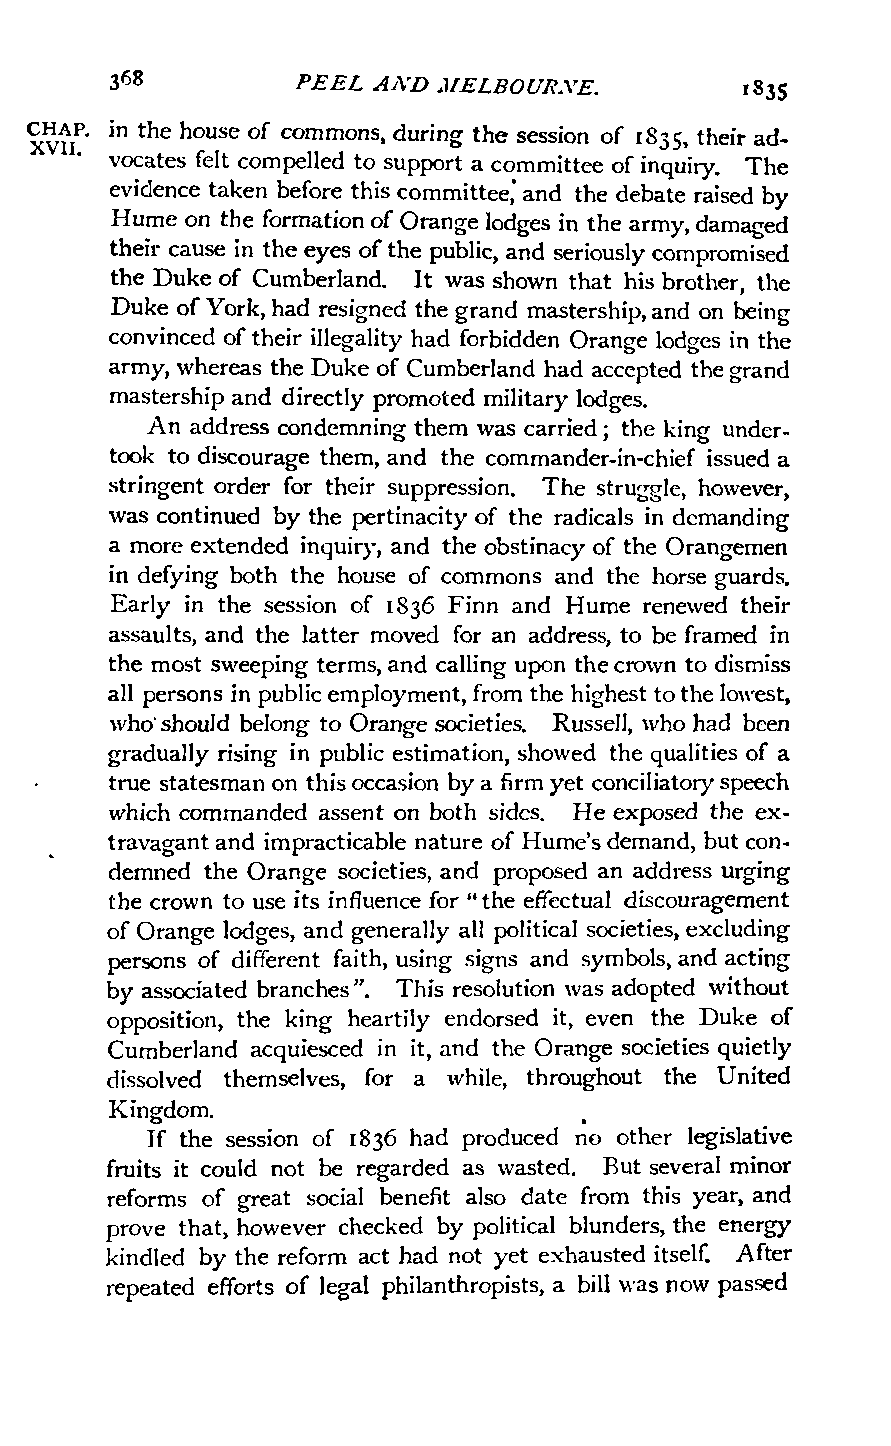 368 PEEL AND MELBOURNE. 1835
CHAP. XVII.
in the house of commons, during the session of 1835, their ad-
vocates felt compelled to support a committee of inquiry. The
evidence taken before this committee, and the debate raised by
Hume on the formation of Orange lodges in the army, damaged
their cause in the eyes of the public, and seriously compromised
the Duke of Cumberland. It was shown that his brother, the
Duke of York, had resigned the grand mastership, and on being
convinced of their illegality had forbidden Orange lodges in the
army, whereas the Duke of Cumberland had accepted the grand
mastership and directly promoted military lodges.
An address condemning them was carried; the king under-
took to discourage them, and the commander-in-chief issued a
stringent order for their suppression. The struggle, however,
was continued by the pertinacity of the radicals in demanding
a more extended inquiry, and the obstinacy of the Orangemen
in defying both the house of commons and the horse guards.
Early in the session of 1836 Finn and Hume renewed their
assaults, and the latter moved for an address, to be framed in
the most sweeping terms, and calling upon the crown to dismiss
all persons in public employment, from the highest to the lowest,
who should belong to Orange societies. Russell, who had been
gradually rising in public estimation, showed the qualities of a
true statesman on this occasion by a firm yet conciliatory speech
which commanded assent on both sides. He exposed the ex-
travagant and impracticable nature of Hume's demand, but con-
demned the Orange societies, and proposed an address urging
the crown to use its influence for "the effectual discouragement
of Orange lodges, and generally all political societies, excluding
persons of different faith, using signs and symbols, and acting
by associated branches". This resolution was adopted without
opposition, the king heartily endorsed it, even the Duke of
Cumberland acquiesced in it, and the Orange societies quietly
dissolved themselves, for a while, throughout the United
Kingdom.
If the session of 1836 had produced no other legislative
fruits it could not be regarded as wasted. But several minor
reforms of great social benefit also date from this year, and
prove that, however checked by political blunders, the energy
kindled by the reform act had not yet exhausted itself. After
repeated efforts of legal philanthropists, a bill was now passed